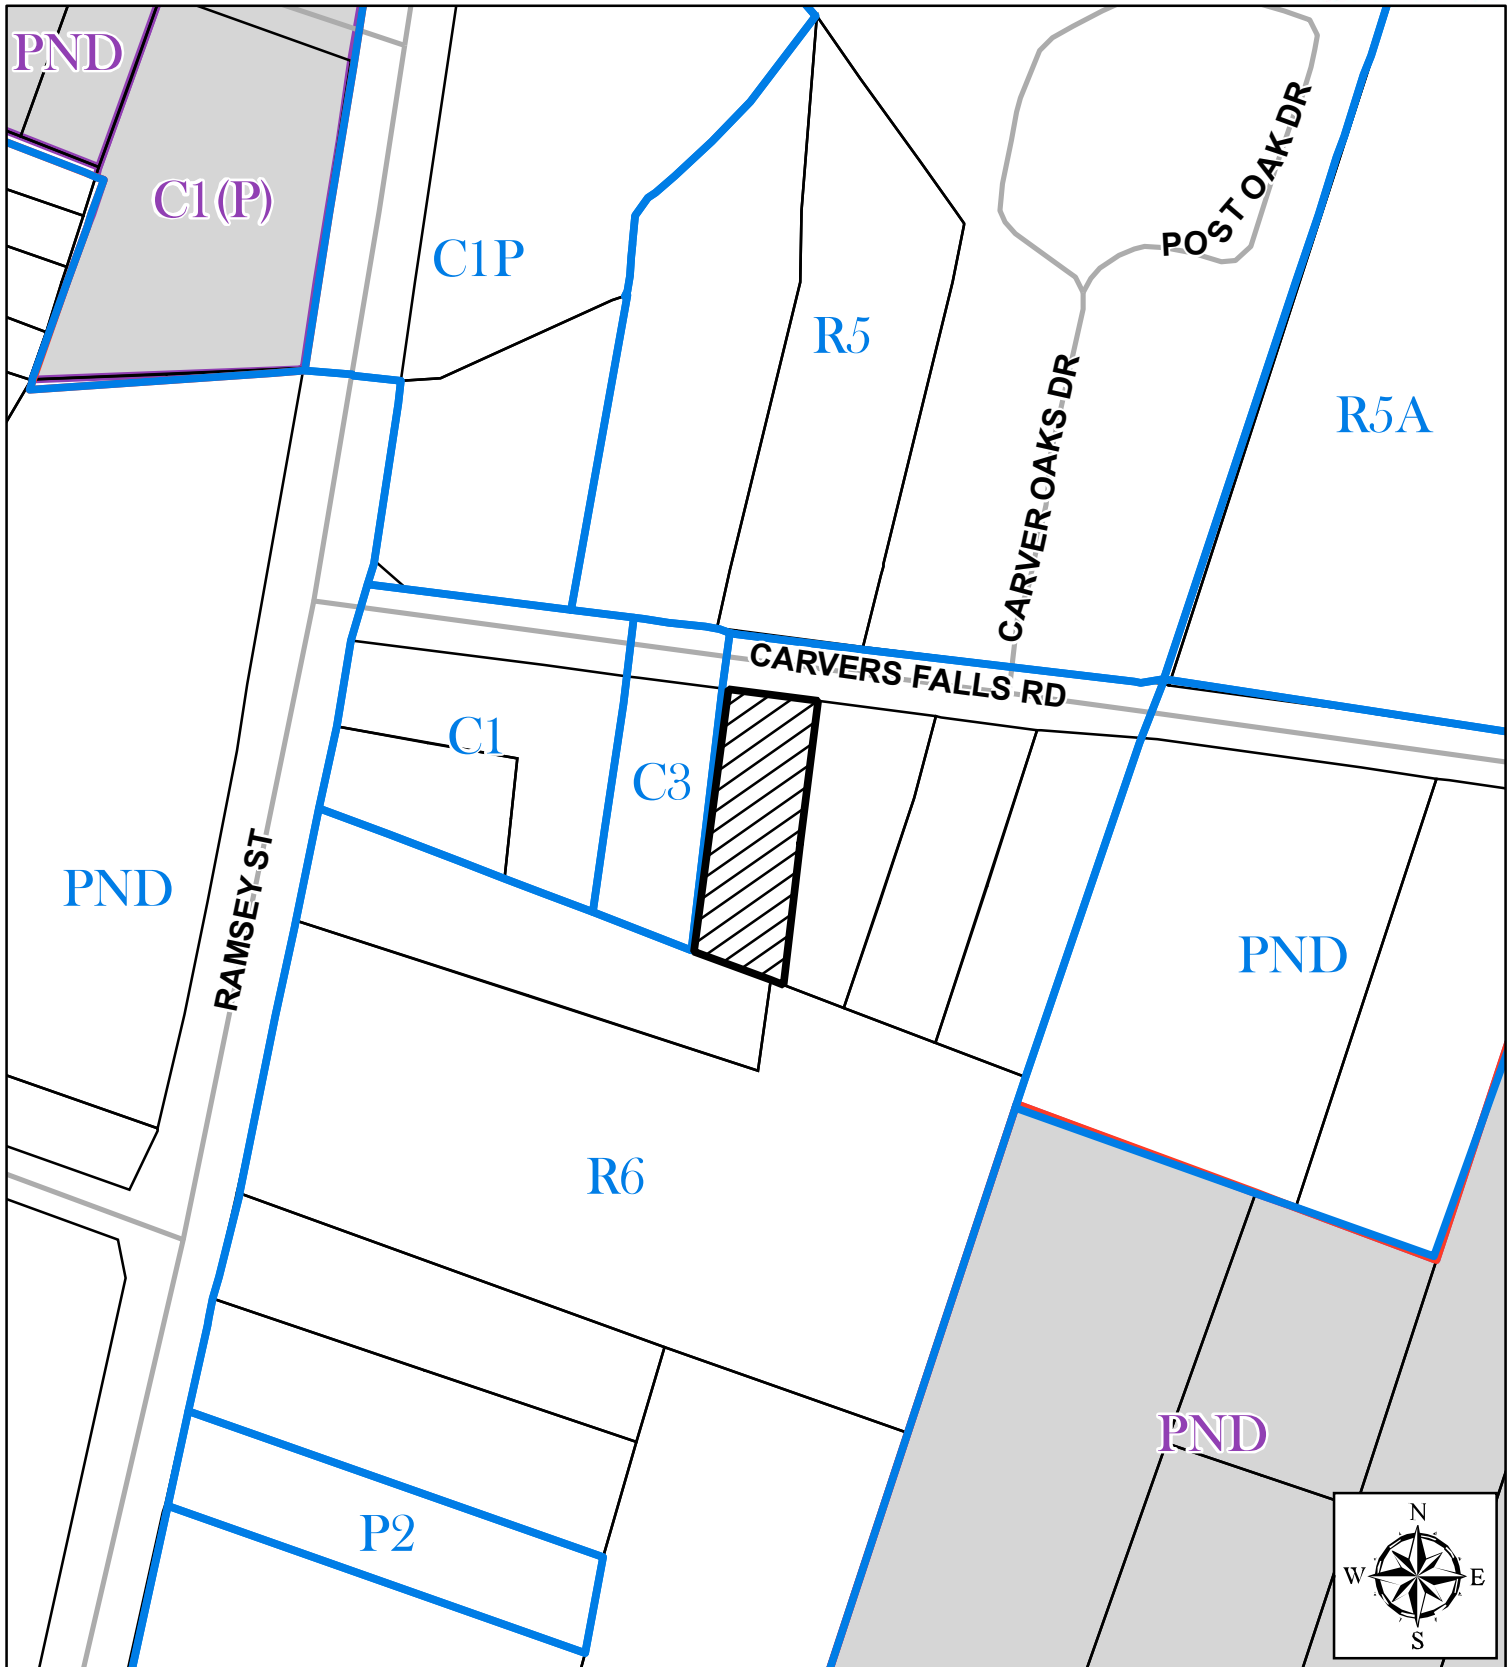 PND
C1(P)
C1P
POST OAK DR
R5
CARVER OAKS DR
R5A
CARVERS FALLS RD
C1
C3
PND
RAMSEY ST
PND
R6
PND
P2
N
W
E
S